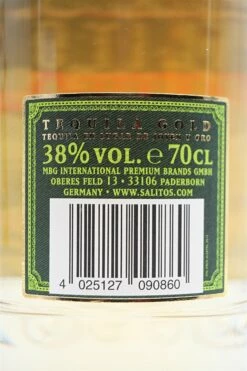 TEQUILA GOLD
38% VOL. e 70CL
MBG INTERNATIONAL PREMIUM BRANDS GMBH
OBERES FELD 13 • 33106 PADERBORN
GERMANY • WWW.SALITOS.COM
4 025127 090860